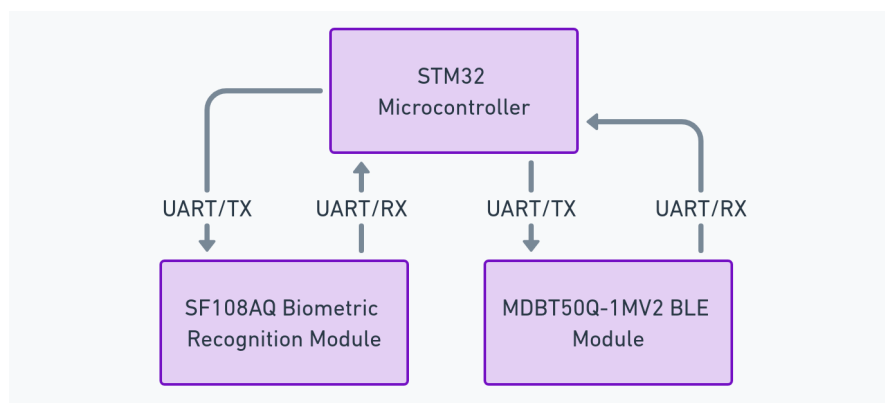 STM32
Microcontroller
UART/TX
UART/RX
UART/TX
UART/RX
SF108AQ Biometric
Recognition Module
MDBT50Q-1MV2 BLE
Module